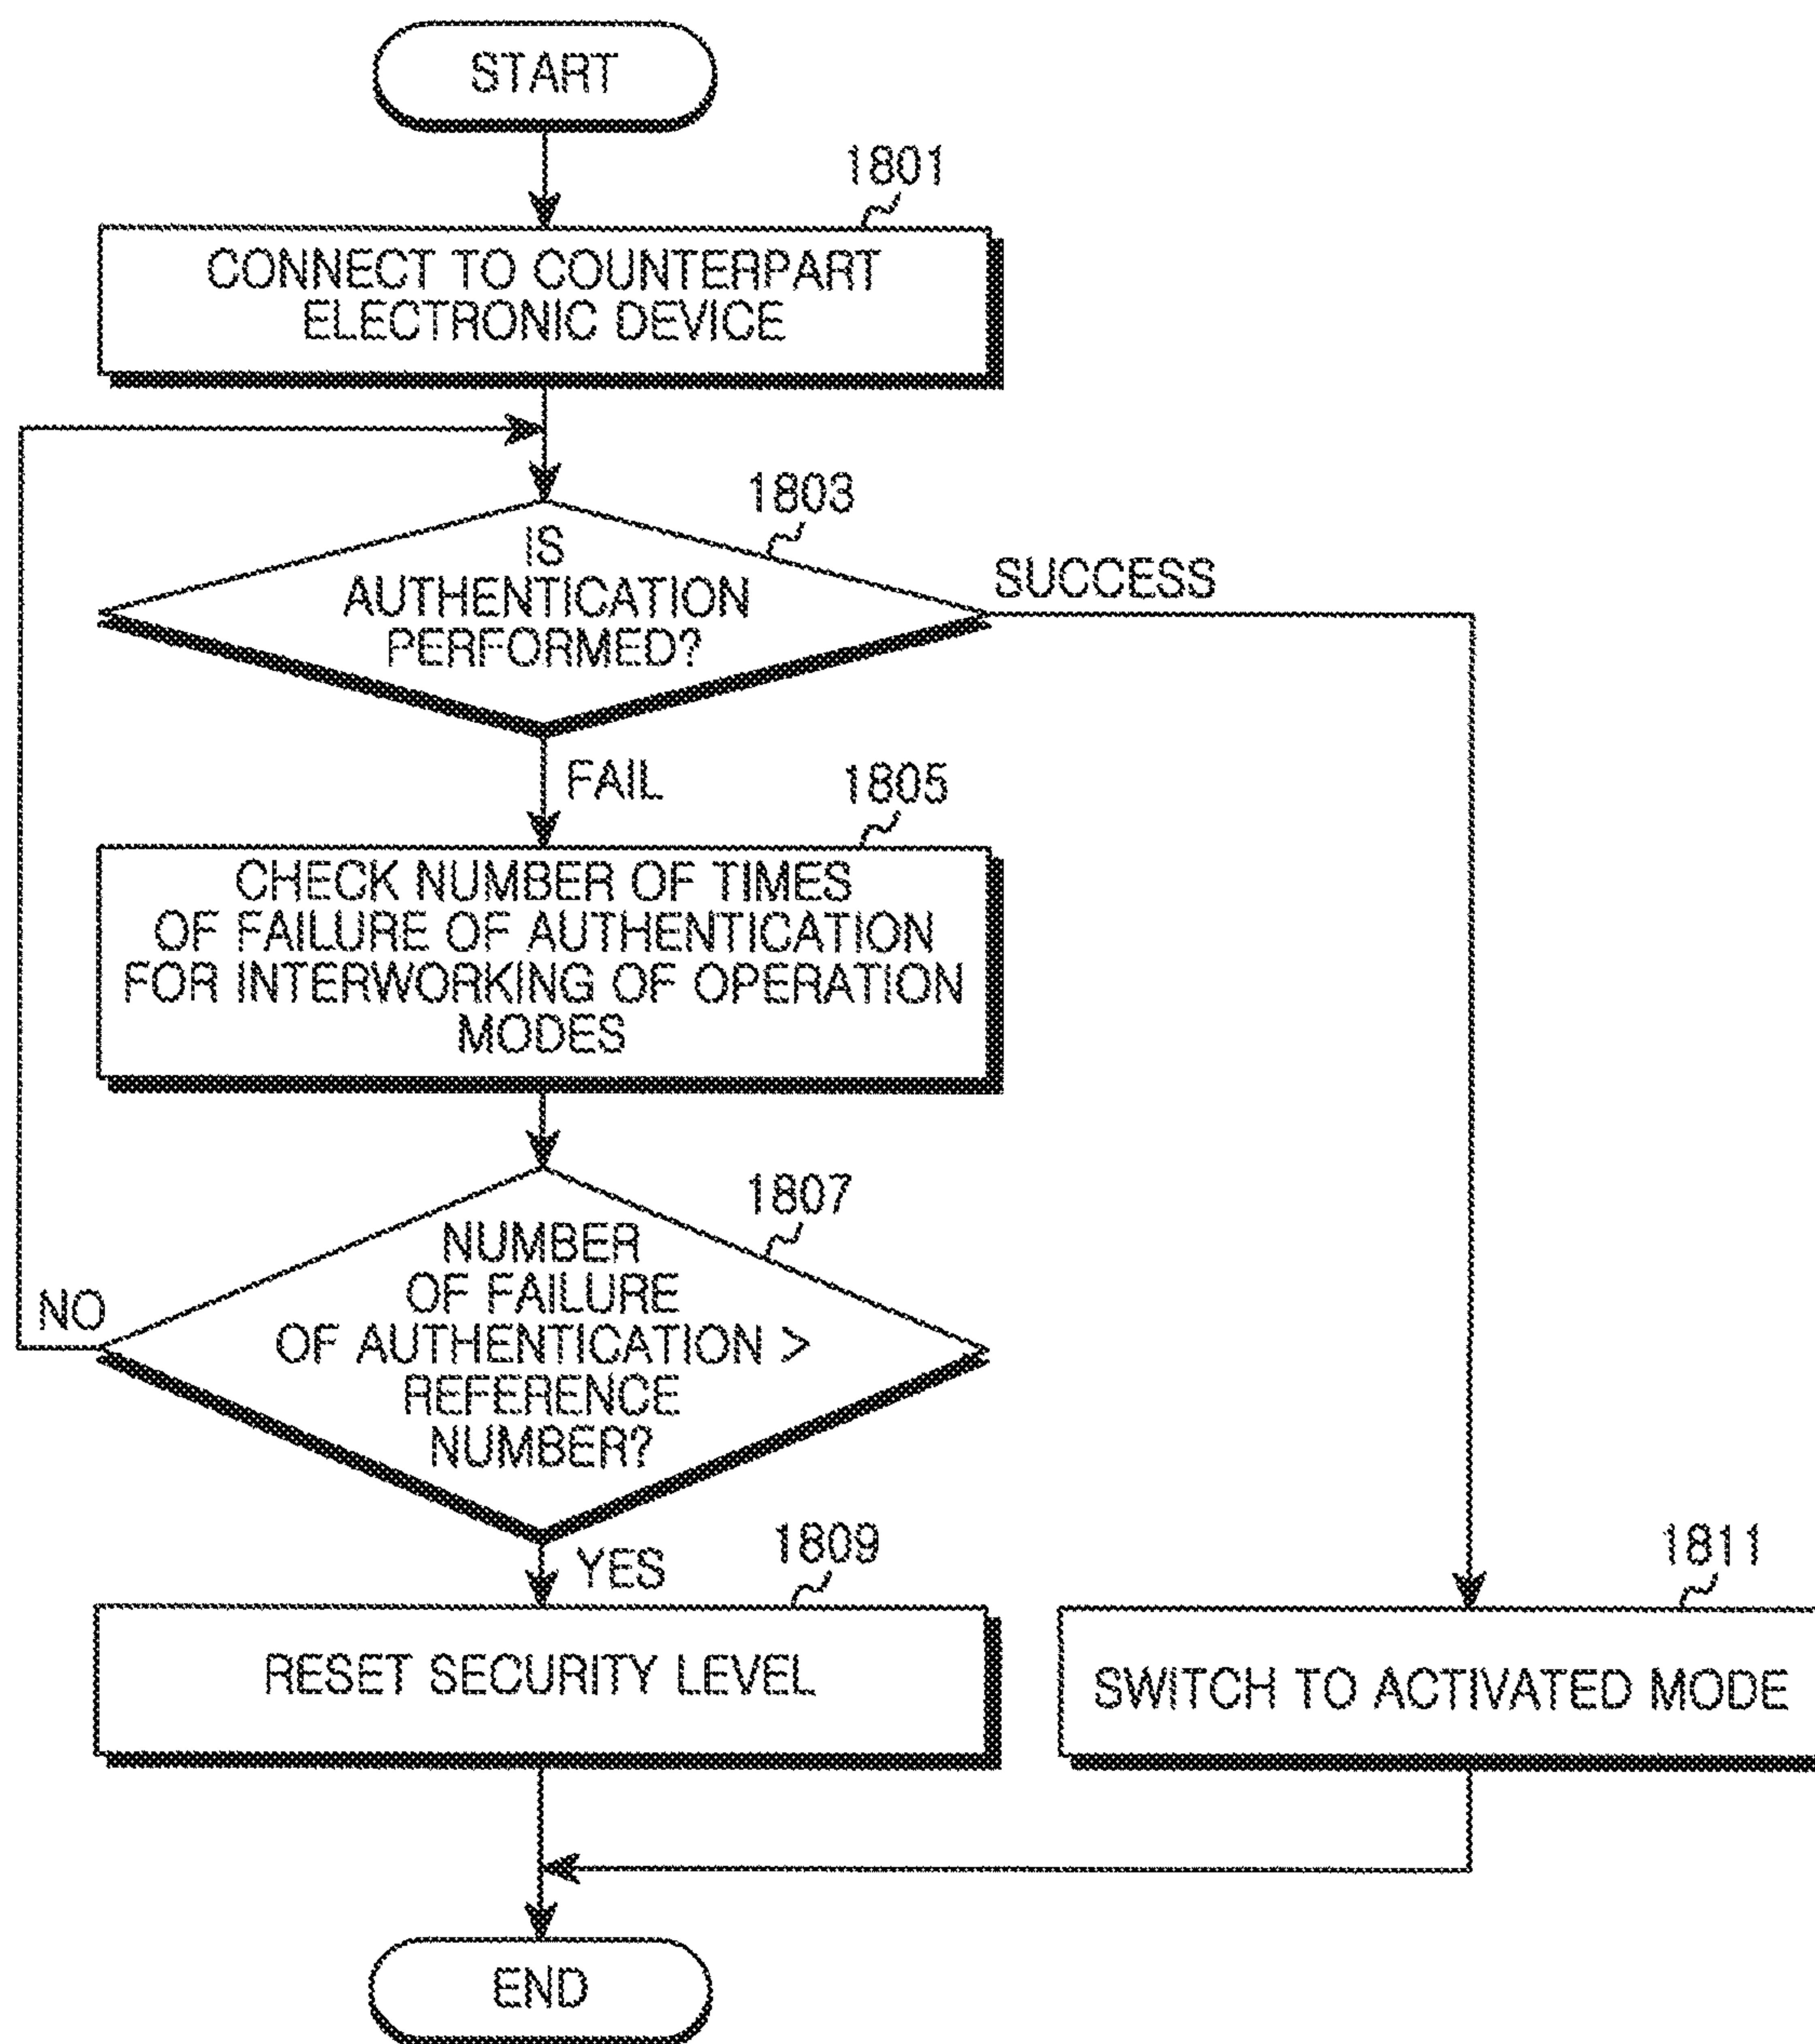 START
1801
CONNECT TO COUNTERPART
ELECTRONIC DEVICE
1803
IS
AUTHENTICATION
PERFORMED?
SUCCESS
FAIL
1805
CHECK NUMBER OF TIMES
OF FAILURE OF AUTHENTICATION
FOR INTERWORKING OF OPERATION
MODES
1807
NUMBER
OF FAILURE
OF AUTHENTICATION >
REFERENCE
NUMBER?
NO
YES
1809
RESET SECURITY LEVEL
1811
SWITCH TO ACTIVATED MODE
END